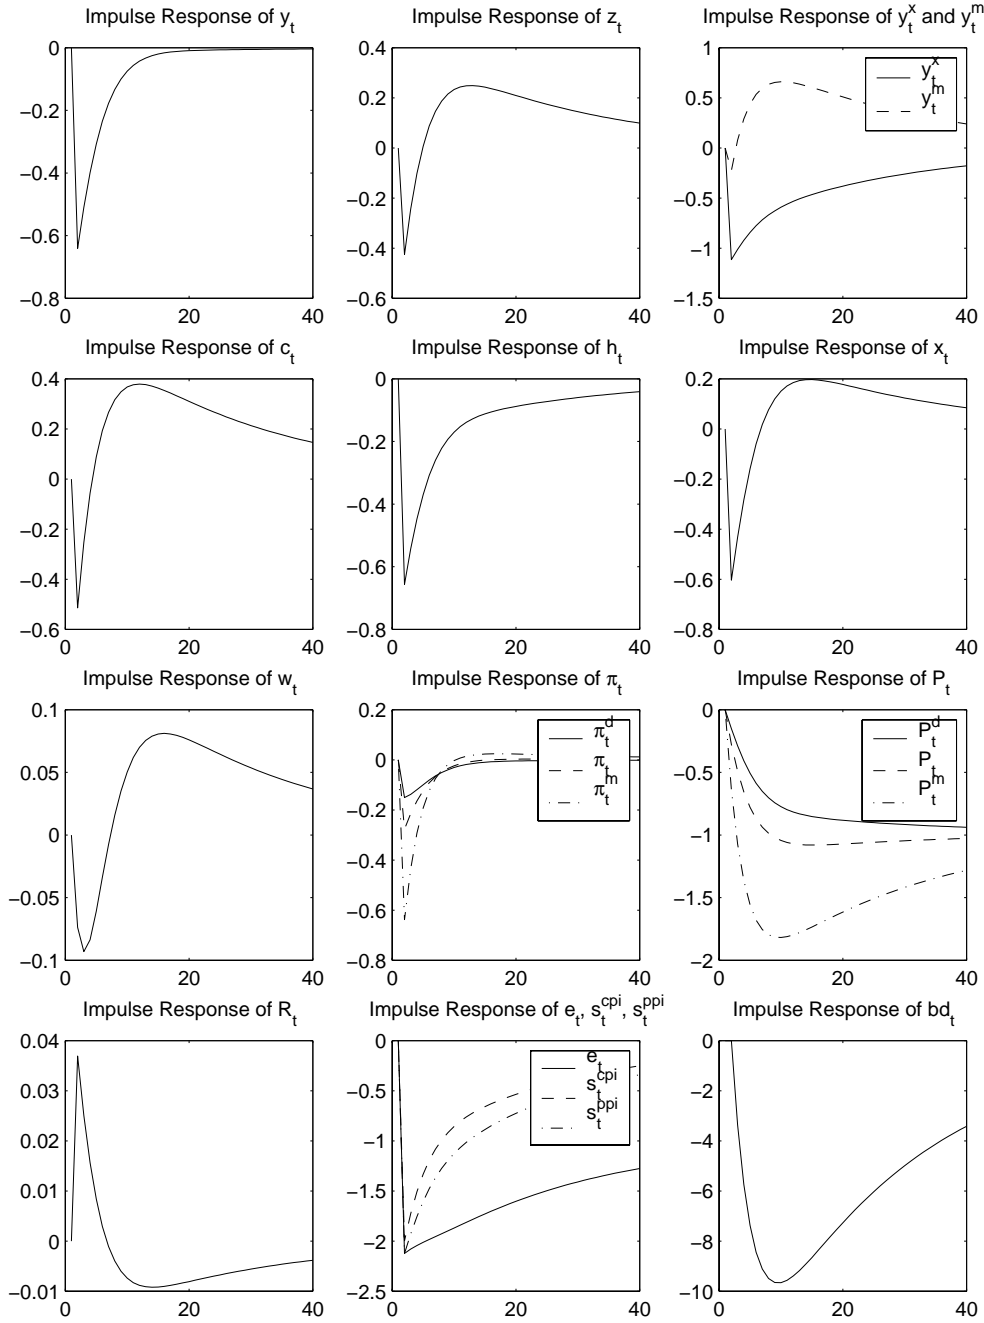 Impulse Response of y_t
0
−0.2
−0.4
−0.6
−0.8
0 20 40
Impulse Response of z_t
0.4
0.2
0
−0.2
−0.4
−0.6
0 20 40
Impulse Response of y_t^x and y_t^m
1
0.5
0
−0.5
−1
−1.5
0 20 40
y_t^x
y_t^m
Impulse Response of c_t
0.4
0.2
0
−0.2
−0.4
−0.6
0 20 40
Impulse Response of h_t
0
−0.2
−0.4
−0.6
−0.8
0 20 40
Impulse Response of x_t
0.2
0
−0.2
−0.4
−0.6
−0.8
0 20 40
Impulse Response of w_t
0.1
0.05
0
−0.05
−0.1
0 20 40
Impulse Response of π_t
0.2
0
−0.2
−0.4
−0.6
−0.8
0 20 40
π_t^d
π_t
π_t^m
Impulse Response of P_t
0
−0.5
−1
−1.5
−2
0 20 40
P_t^d
P_t
P_t^m
Impulse Response of R_t
0.04
0.03
0.02
0.01
0
−0.01
0 20 40
Impulse Response of e_t, s_t^cpi, s_t^ppi
0
−0.5
−1
−1.5
−2
−2.5
0 20 40
e_t
s_t^cpi
s_t^ppi
Impulse Response of bd_t
0
−2
−4
−6
−8
−10
0 20 40